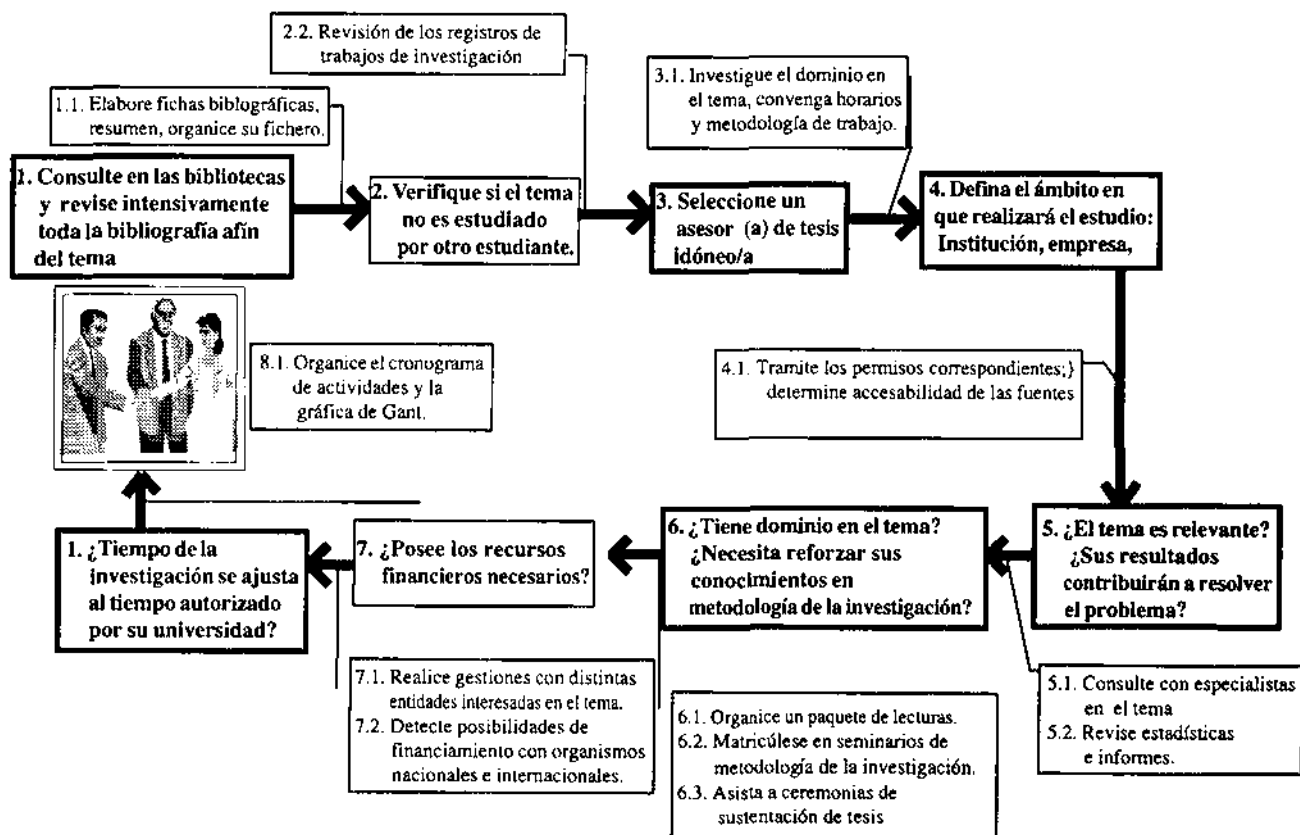 2.2. Revisión de los registros de
trabajos de investigación
1.1. Elabore fichas bibliográficas,
resumen, organice su fichero.
3.1. Investigue el dominio en
el tema, convenga horarios
y metodología de trabajo.
1. Consulte en las bibliotecas
y revise intensivamente
toda la bibliografía afín
del tema
2. Verifique si el tema
no es estudiado
por otro estudiante.
3. Seleccione un
asesor (a) de tesis
idóneo/a
4. Defina el ámbito en
que realizará el estudio:
Institución, empresa,
8.1. Organice el cronograma
de actividades y la
gráfica de Gant.
4.1. Tramite los permisos correspondientes;}
determine accesabilidad de las fuentes
1. ¿Tiempo de la
investigación se ajusta
al tiempo autorizado
por su universidad?
7. ¿Posee los recursos
financieros necesarios?
6. ¿Tiene dominio en el tema?
¿Necesita reforzar sus
conocimientos en
metodología de la investigación?
5. ¿El tema es relevante?
¿Sus resultados
contribuirán a resolver
el problema?
7.1. Realice gestiones con distintas
entidades interesadas en el tema.
7.2. Detecte posibilidades de
financiamiento con organismos
nacionales e internacionales.
6.1. Organice un paquete de lecturas.
6.2. Matricúlese en seminarios de
metodología de la investigación.
6.3. Asista a ceremonias de
sustentación de tesis
5.1. Consulte con especialistas
en el tema
5.2. Revise estadísticas
e informes.